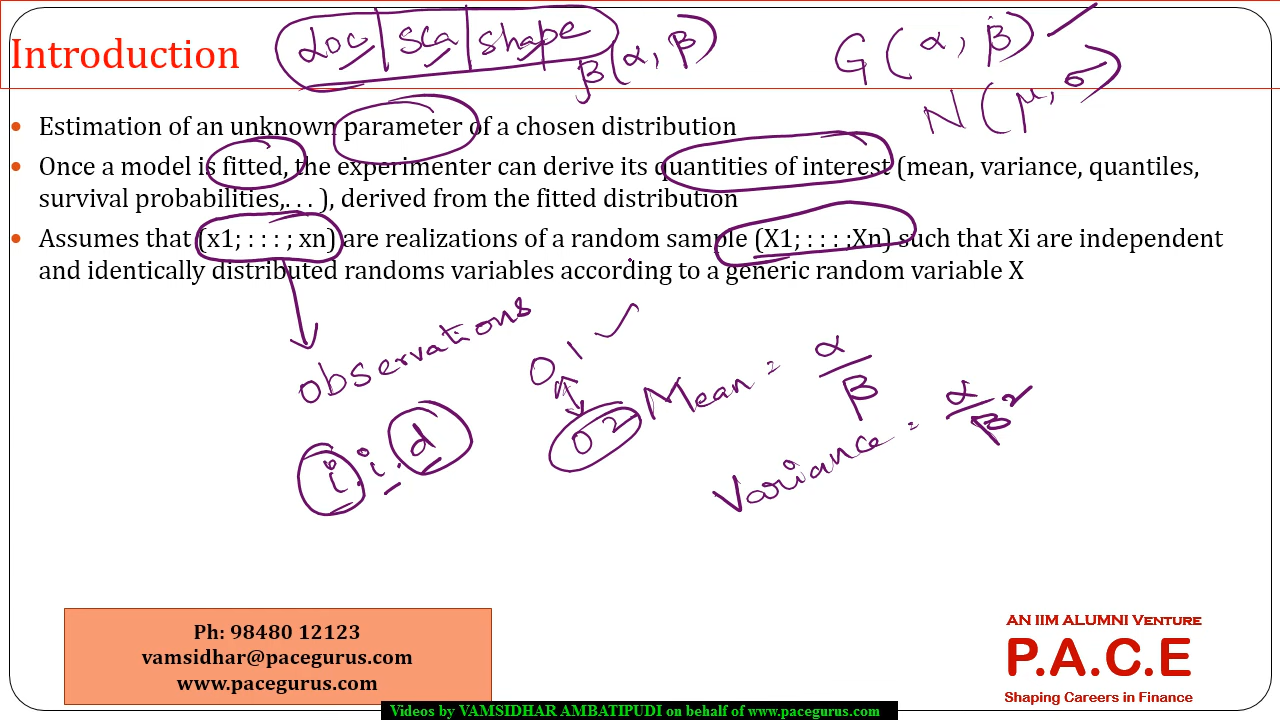 Introduction
Loc | Sca | shape
β(α, β)
G(α, β)
N(μ, σ)
• Estimation of an unknown parameter of a chosen distribution
• Once a model is fitted, the experimenter can derive its quantities of interest (mean, variance, quantiles,
survival probabilities,. . . ), derived from the fitted distribution
• Assumes that (x1; : : : : ; xn) are realizations of a random sample (X1; : : : : ;Xn) such that Xi are independent
and identically distributed randoms variables according to a generic random variable X
observations
i.i.d
01
02
Mean = α/β
Variance = α/β²
Ph: 98480 12123
vamsidhar@pacegurus.com
www.pacegurus.com
AN IIM ALUMNI VENTURE
P.A.C.E
Shaping Careers in Finance
Videos by VAMSIDHAR AMBATIPUDI on behalf of www.pacegurus.com